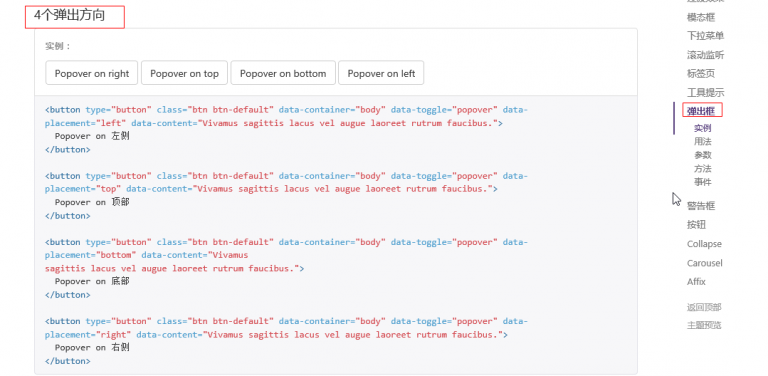 4个弹出方向
实例：
Popover on right
Popover on top
Popover on bottom
Popover on left
<button type="button" class="btn btn-default" data-container="body" data-toggle="popover" data-
placement="left" data-content="Vivamus sagittis lacus vel augue laoreet rutrum faucibus.">
Popover on 左侧
</button>
<button type="button" class="btn btn-default" data-container="body" data-toggle="popover" data-
placement="top" data-content="Vivamus sagittis lacus vel augue laoreet rutrum faucibus.">
Popover on 顶部
</button>
<button type="button" class="btn btn-default" data-container="body" data-toggle="popover" data-
placement="bottom" data-content="Vivamus
sagittis lacus vel augue laoreet rutrum faucibus.">
Popover on 底部
</button>
<button type="button" class="btn btn-default" data-container="body" data-toggle="popover" data-
placement="right" data-content="Vivamus sagittis lacus vel augue laoreet rutrum faucibus.">
Popover on 右侧
</button>
模态框
下拉菜单
滚动监听
标签页
工具提示
弹出框
实例
用法
参数
方法
事件
警告框
按钮
Collapse
Carousel
Affix
返回顶部
主题预览